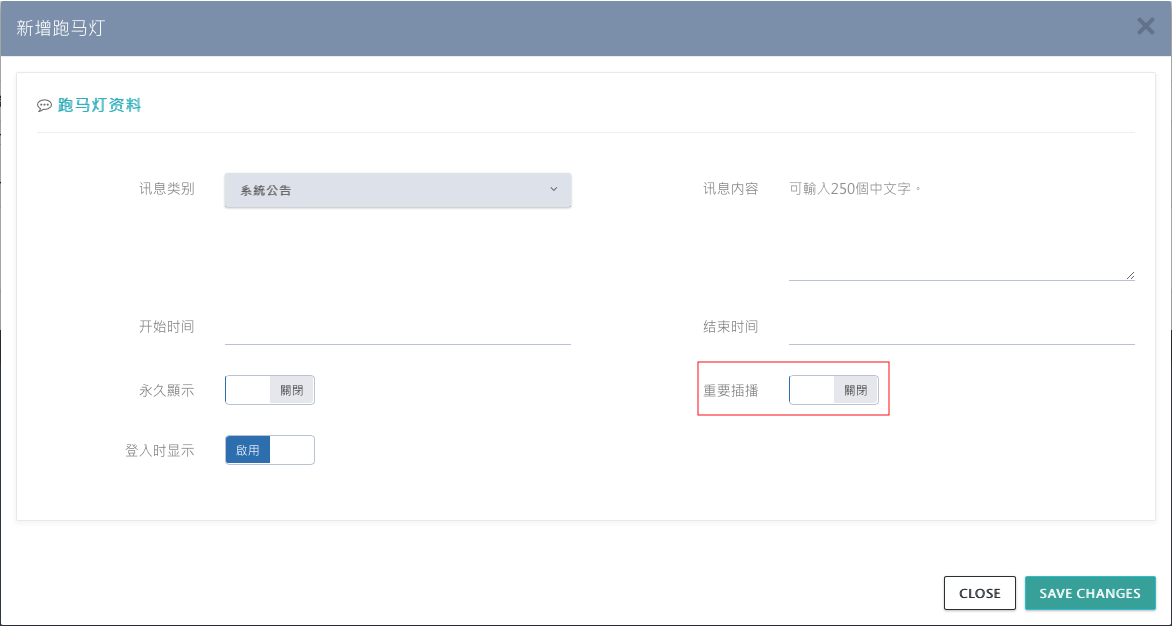 新增跑马灯
跑马灯资料
讯息类别
系統公告
讯息内容
可輸入250個中文字。
开始时间
结束时间
永久顯示
關閉
重要插播
關閉
登入时显示
啟用
CLOSE
SAVE CHANGES